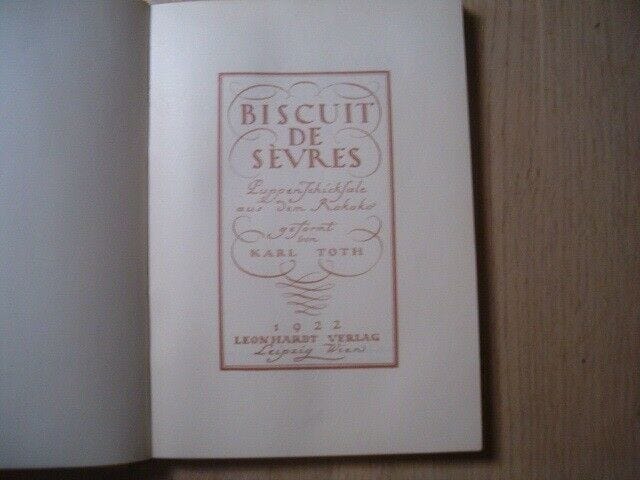 BISCUIT
DE
SÈVRES
Puppenschicksale
aus dem Rokoko
geformt
von
KARL TOTH
1922
LEONHARDT VERLAG
Leipzig Wien